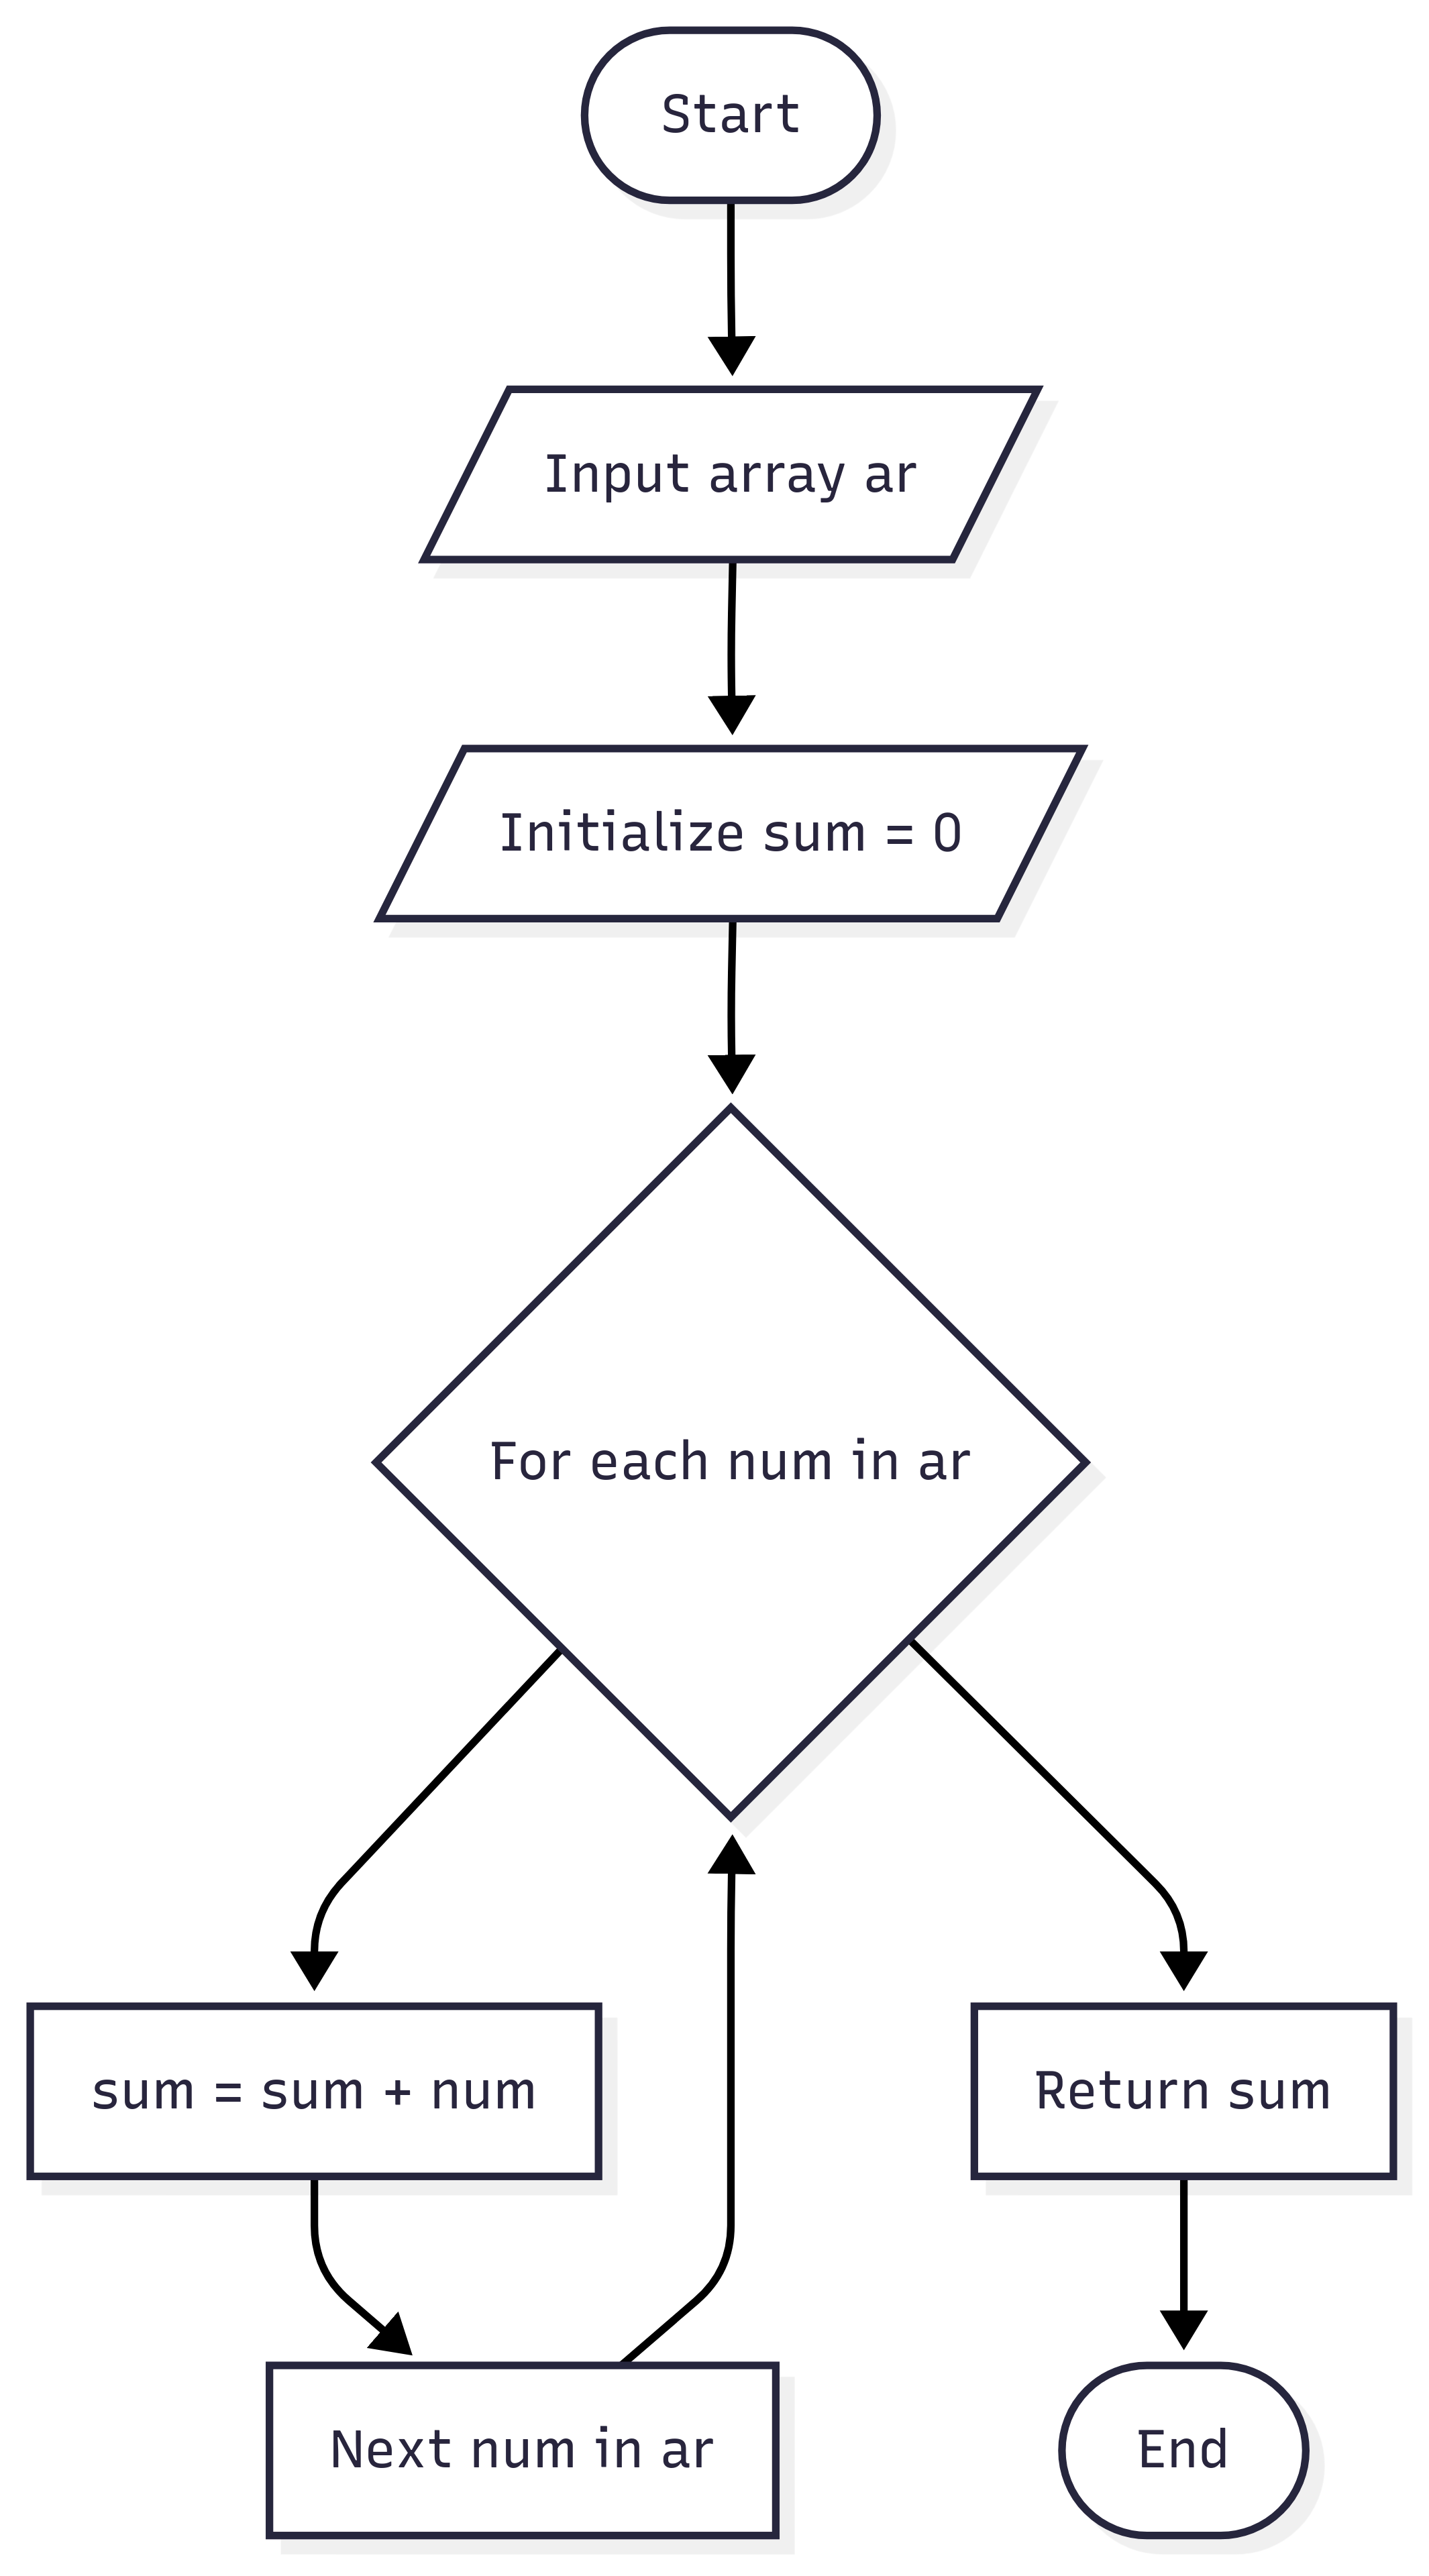 Start
Input array ar
Initialize sum = 0
For each num in ar
sum = sum + num
Return sum
Next num in ar
End